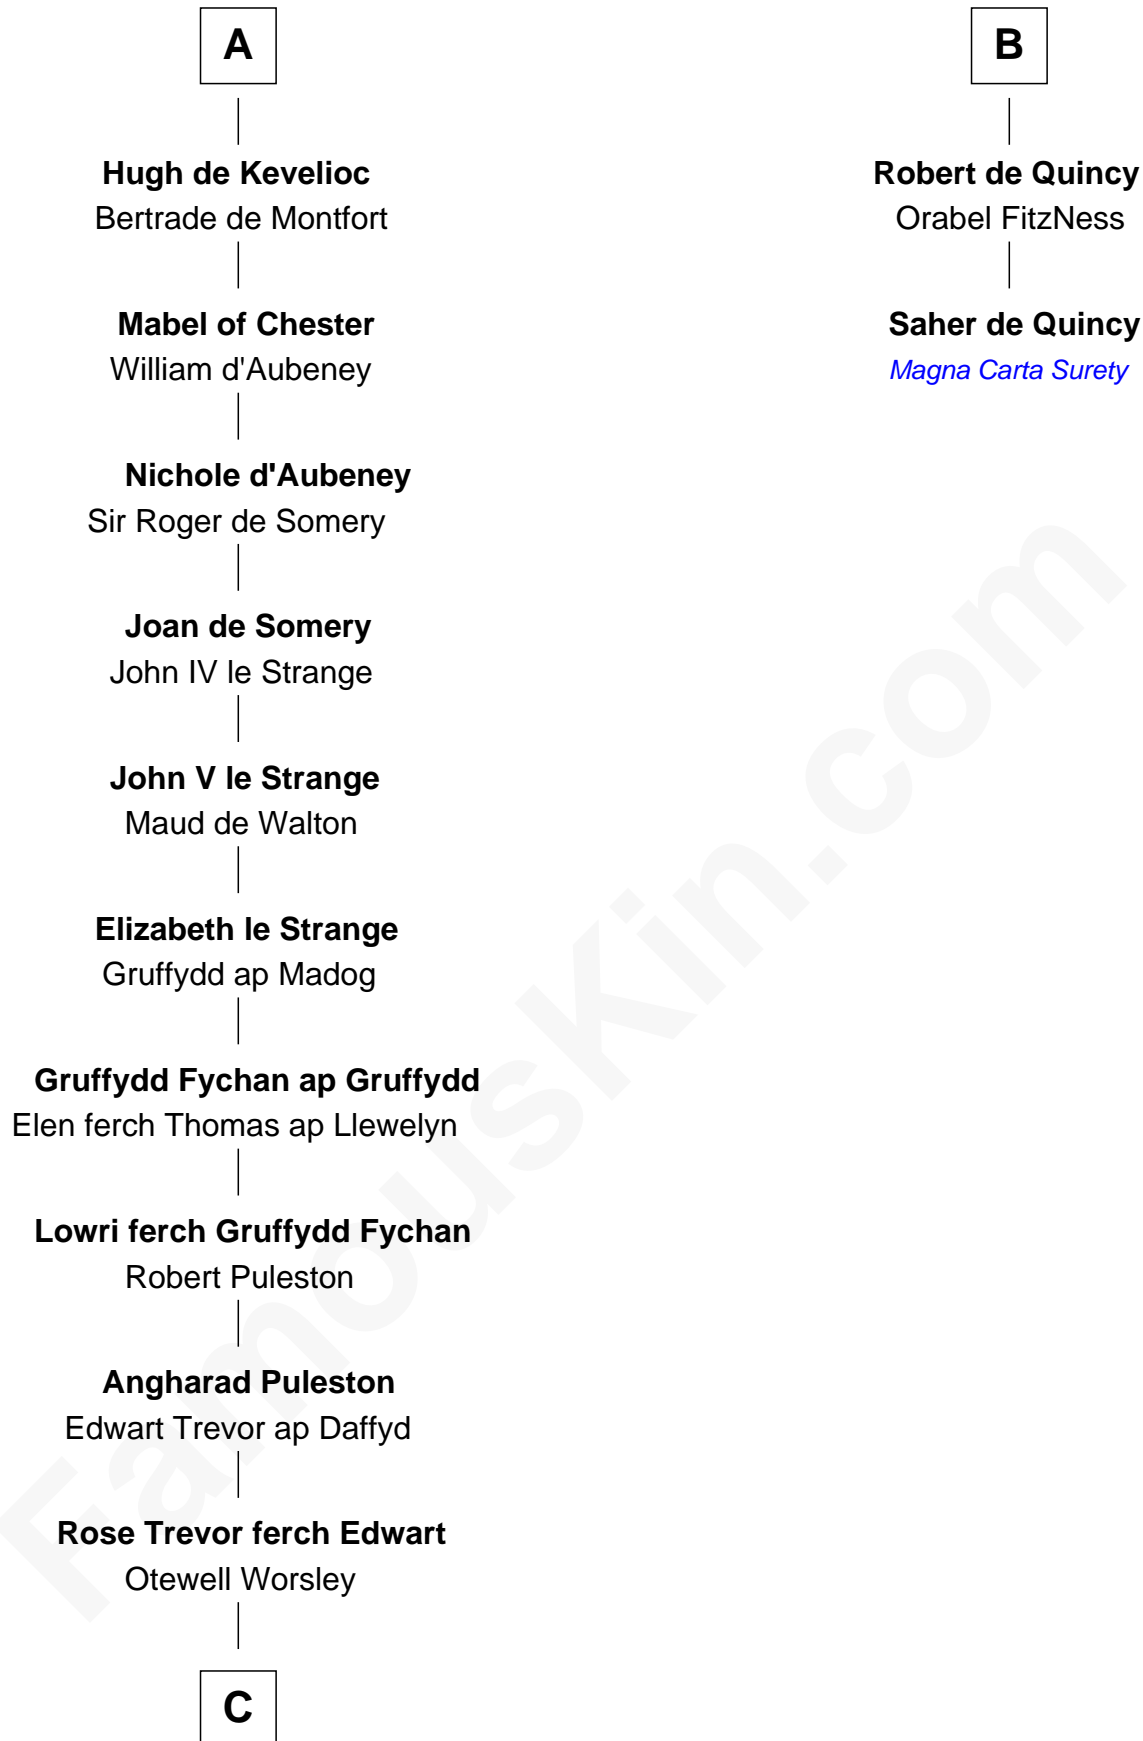 A
Hugh de Kevelioc
Bertrade de Montfort
Mabel of Chester
William d'Aubeney
Nichole d'Aubeney
Sir Roger de Somery
Joan de Somery
John IV le Strange
John V le Strange
Maud de Walton
Elizabeth le Strange
Gruffydd ap Madog
Gruffydd Fychan ap Gruffydd
Elen ferch Thomas ap Llewelyn
Lowri ferch Gruffydd Fychan
Robert Puleston
Angharad Puleston
Edwart Trevor ap Daffyd
Rose Trevor ferch Edwart
Otewell Worsley
C
B
Robert de Quincy
Orabel FitzNess
Saher de Quincy
Magna Carta Surety
FamousKin.com